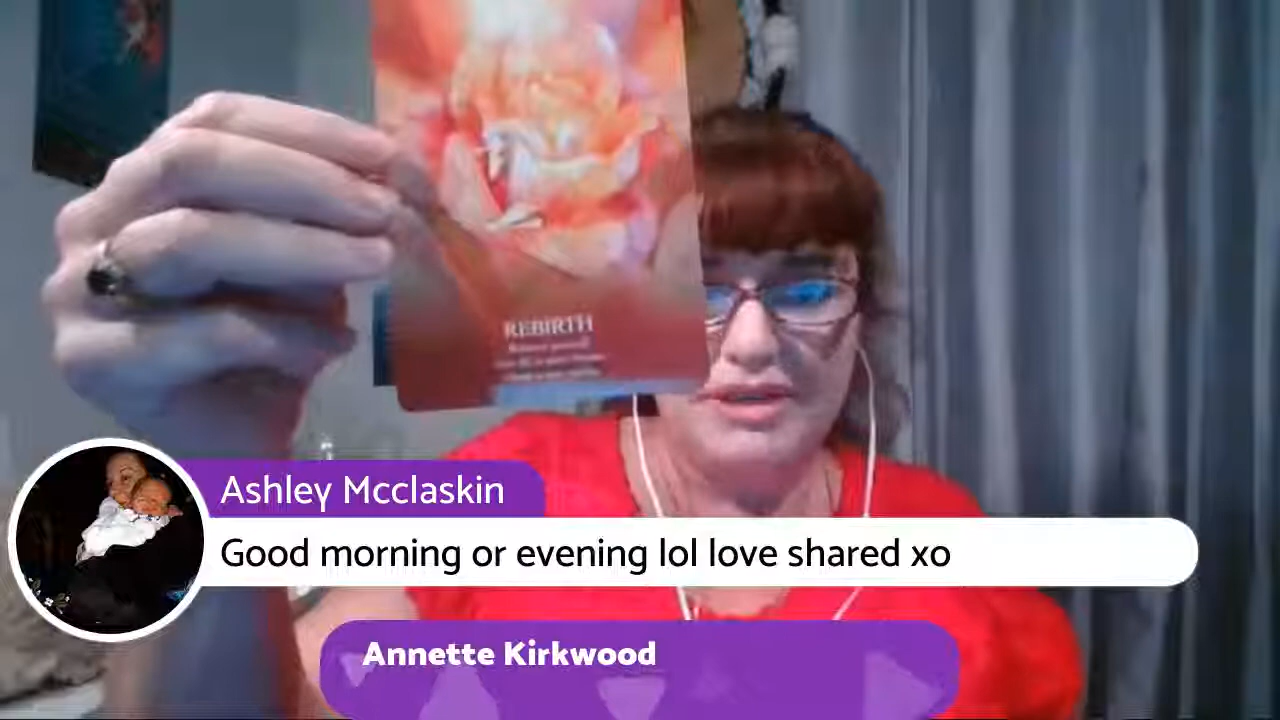 REBIRTH
Ashley Mcclaskin
Good morning or evening lol love shared xo
Annette Kirkwood